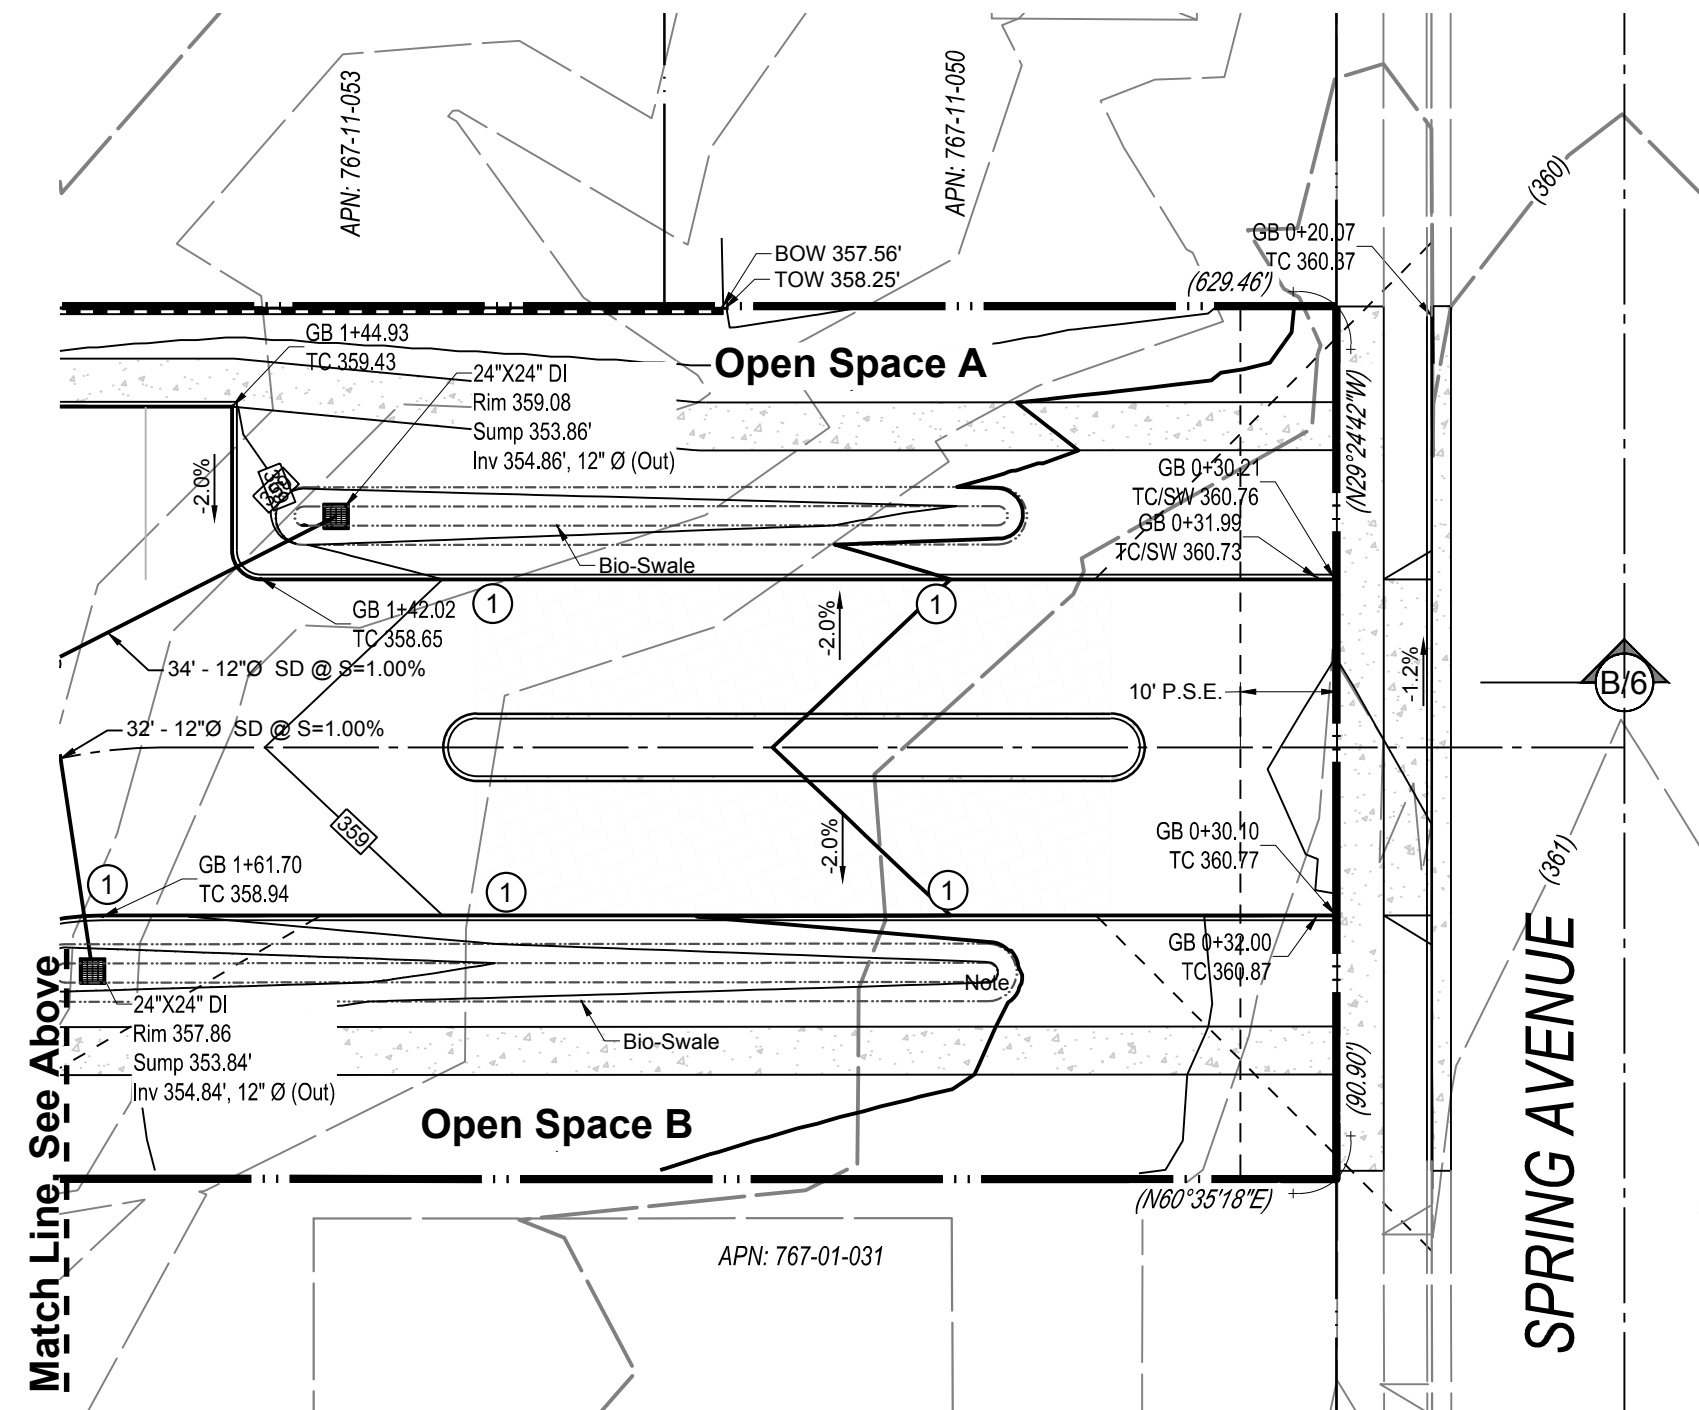 APN: 767-11-053
APN: 767-11-050
(360)
GB 0+20.07
TC 360.37
BOW 357.56'
TOW 358.25'
(629.46')
GB 1+44.93
TC 359.43
Open Space A
24"X24" DI
Rim 359.08
Sump 353.86'
Inv 354.86', 12" Ø (Out)
(N29°24'42"W)
-2.0%
GB 0+30.21
TC/SW 360.76
GB 0+31.99
TC/SW 360.73
Bio-Swale
GB 1+42.02
TC 358.65
1
1
-2.0%
34' - 12"Ø SD @ S=1.00%
10' P.S.E.
-1.2%
B/6
32' - 12"Ø SD @ S=1.00%
359
-2.0%
GB 0+30.10
TC 360.77
(361)
GB 1+61.70
TC 358.94
1
1
1
GB 0+32.00
TC 360.87
Note
24"X24" DI
Rim 357.86
Sump 353.84'
Inv 354.84', 12" Ø (Out)
Bio-Swale
(90.90')
Open Space B
(N60°35'18"E)
APN: 767-01-031
Match Line, See Above
SPRING AVENUE